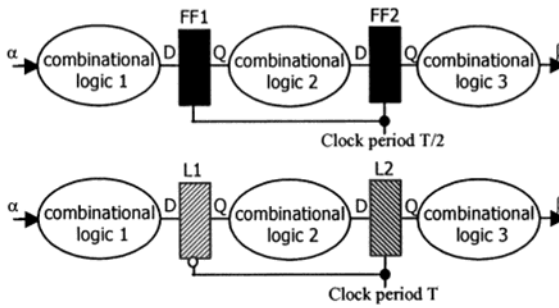 FF1 FF2
α combinational logic 1 D Q combinational logic 2 D Q combinational logic 3
Clock period T/2
L1 L2
α combinational logic 1 D Q combinational logic 2 D Q combinational logic 3
Clock period T